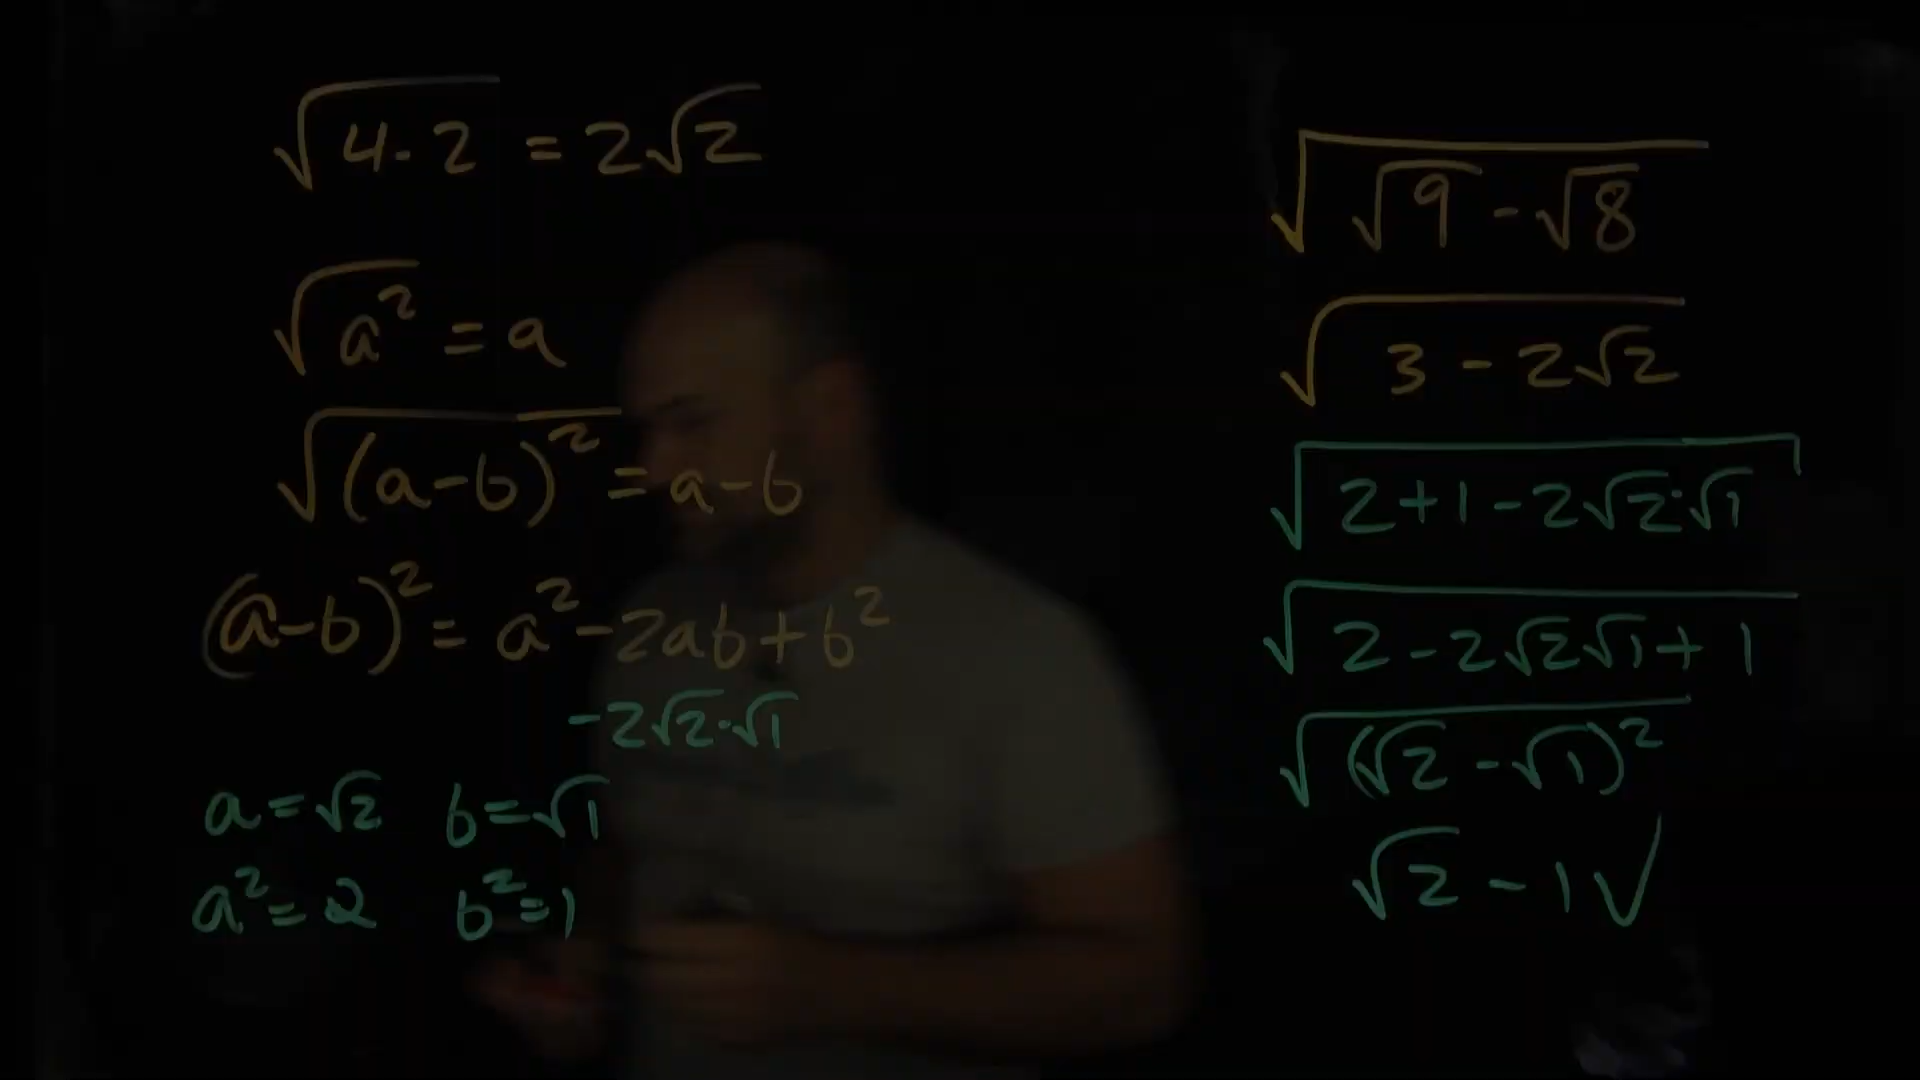 √(4·2) = 2√2
√(a²) = a
√((a-b)²) = a-b
(a-b)² = a²-2ab+b²
-2√2·√1
a=√2 b=√1
a²=2 b²=1
√(√9-√8)
√(3-2√2)
√(2+1-2√2·√1)
√(2-2√2√1+1)
√((√2-√1)²)
√2-1✓